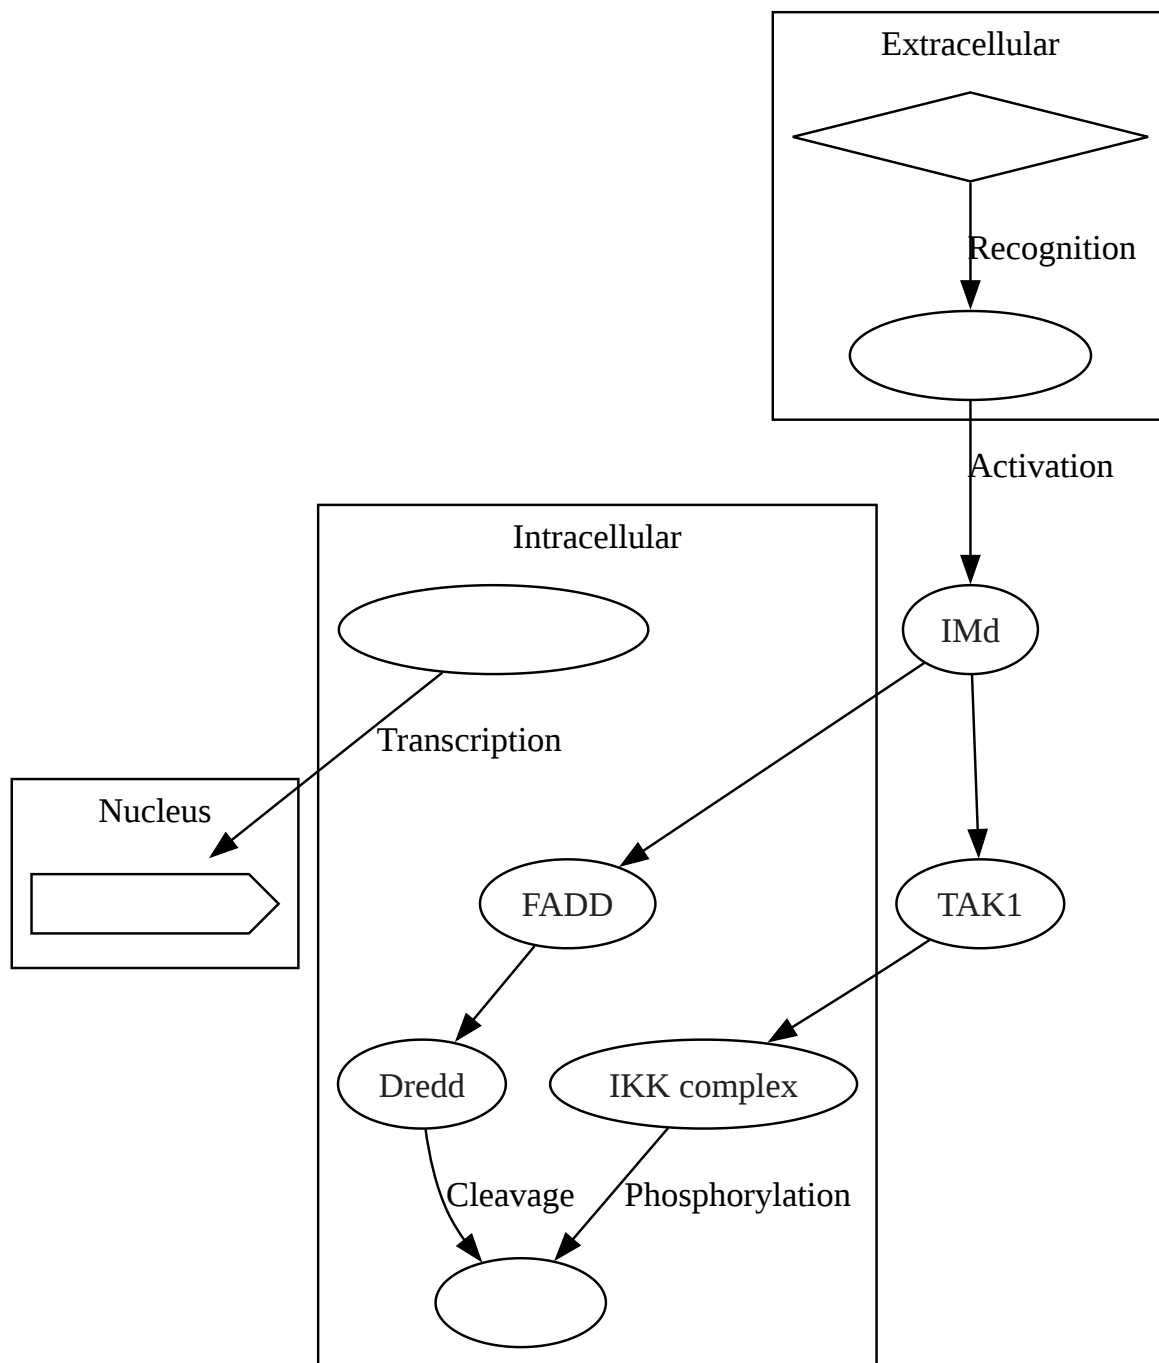 Extracellular
Recognition
Activation
Intracellular
IMd
Transcription
Nucleus
FADD
TAK1
Dredd
IKK complex
Cleavage
Phosphorylation